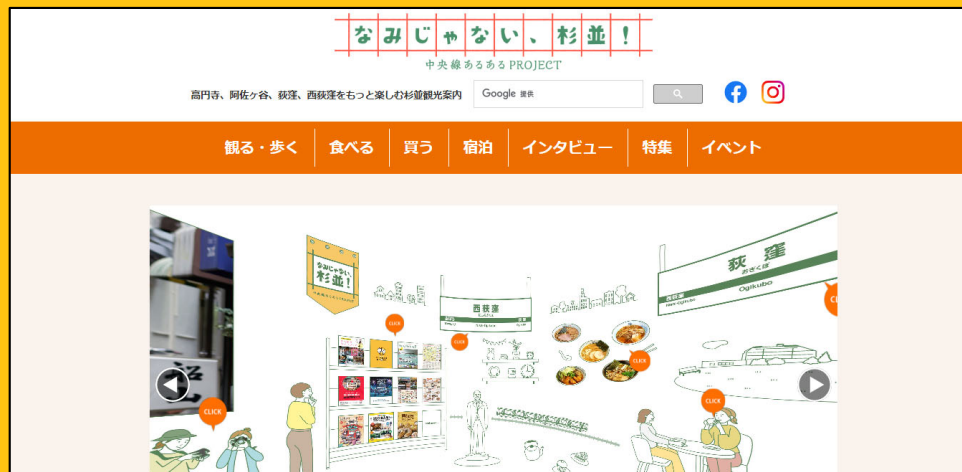 なみじゃない、杉並！
中央線あるあるPROJECT
高円寺、阿佐ヶ谷、荻窪、西荻窪をもっと楽しむ杉並観光案内
Google 提供
観る・歩く
食べる
買う
宿泊
インタビュー
特集
イベント
なみじゃない、
杉並！
西荻窪
荻窪
おぎくぼ
Ogikubo
CLICK
CLICK
CLICK
CLICK
CLICK